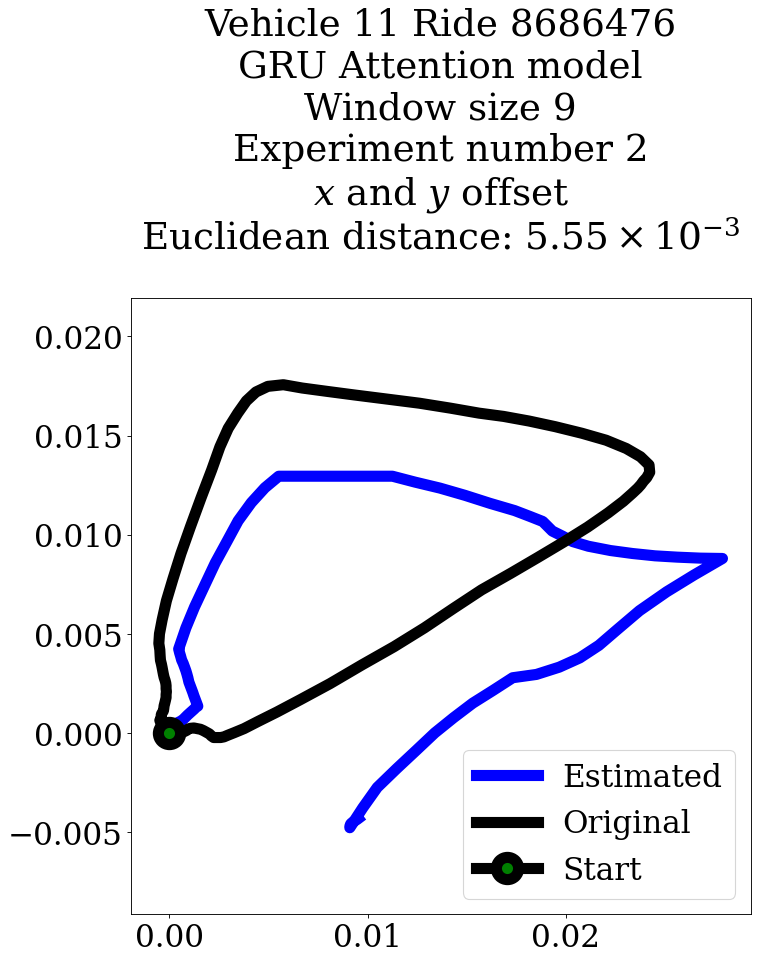 Vehicle 11 Ride 8686476
GRU Attention model
Window size 9
Experiment number 2
x and y offset
Euclidean distance: 5.55 × 10⁻³
0.020
0.015
0.010
0.005
0.000
−0.005
0.00 0.01 0.02
Estimated
Original
Start